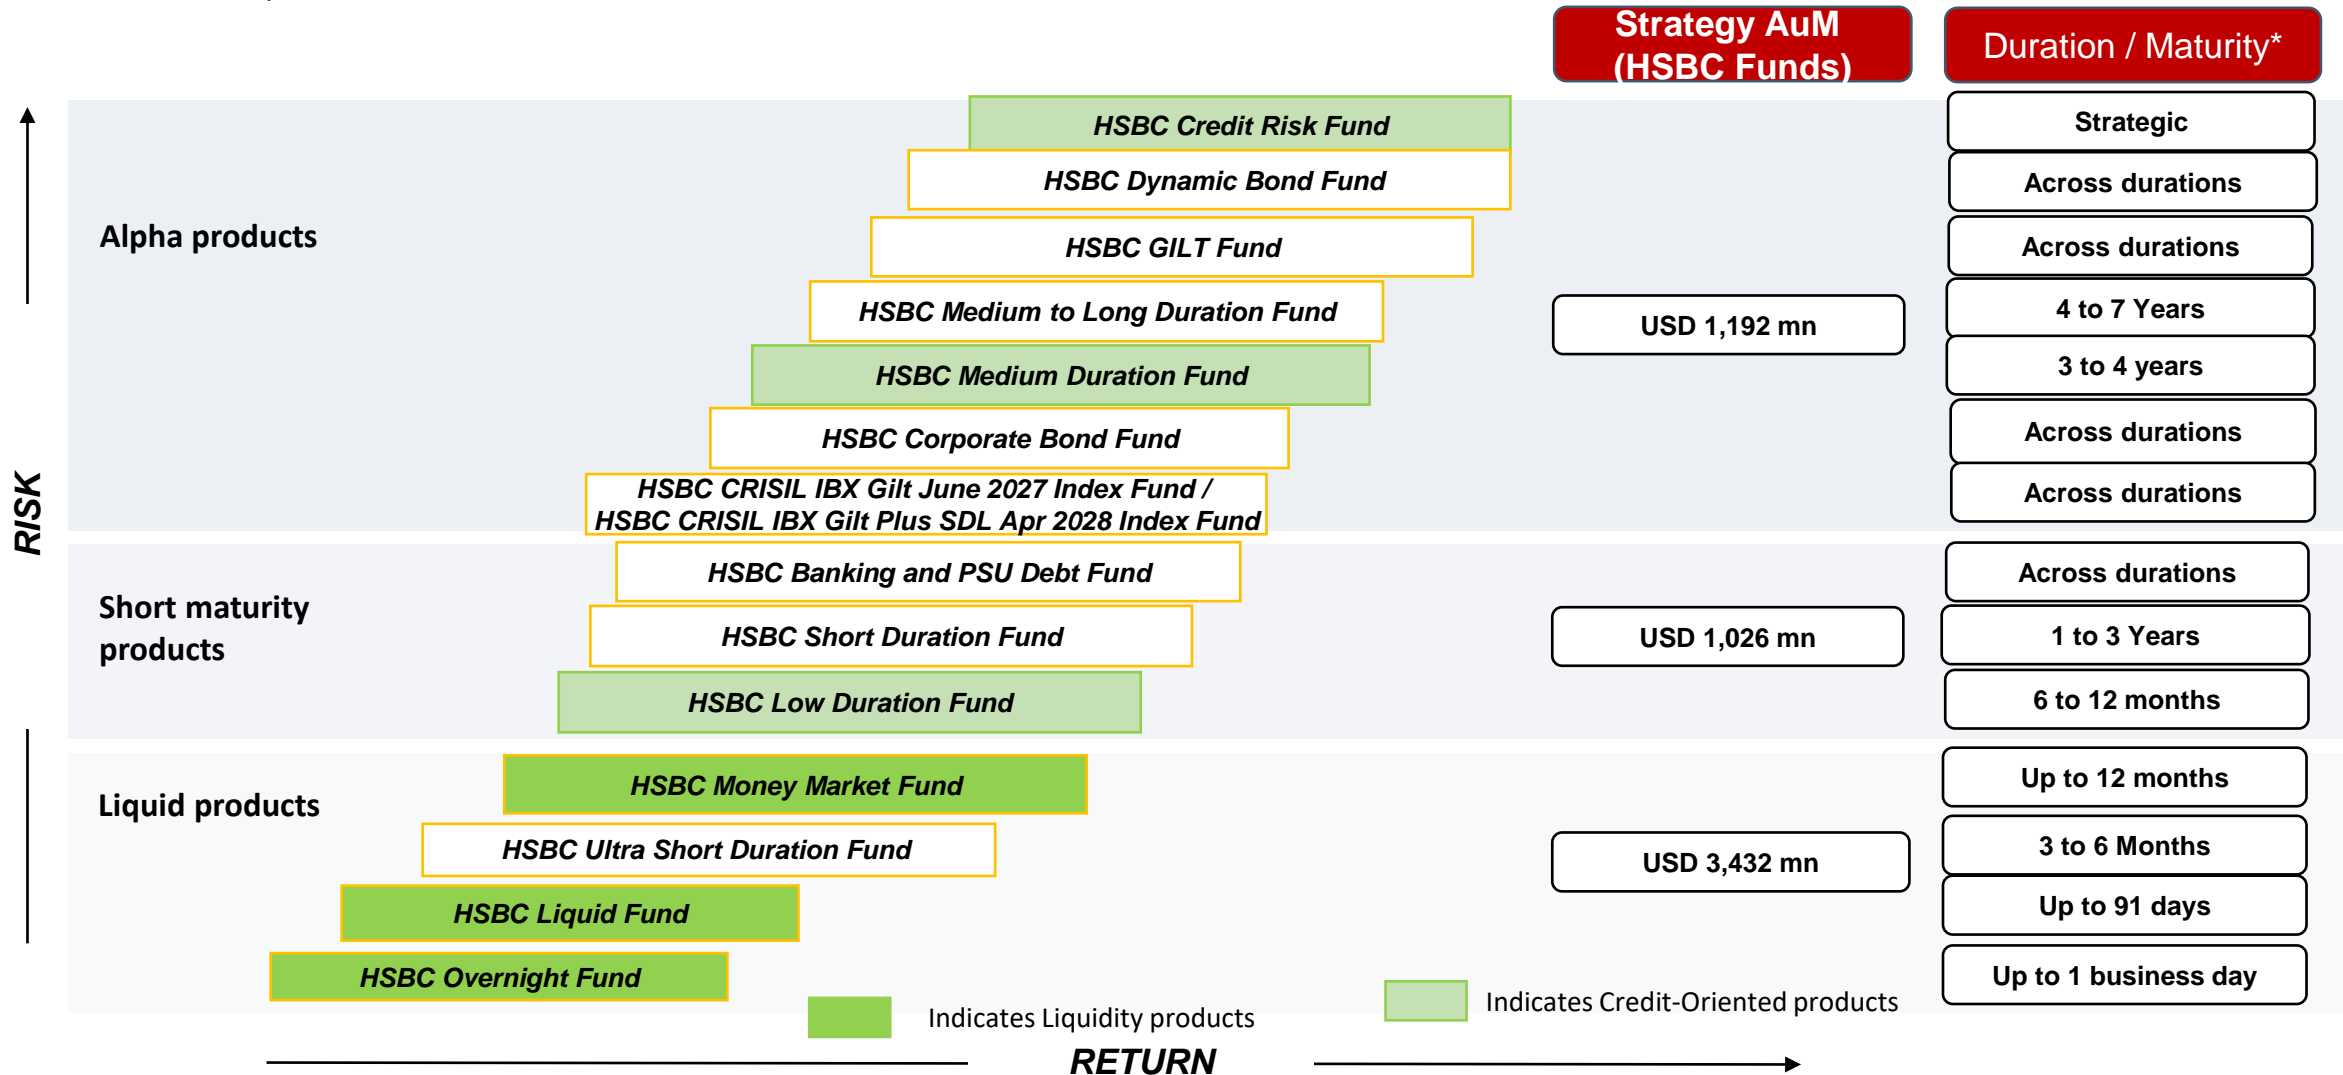 Strategy AuM
(HSBC Funds)
Duration / Maturity*
HSBC Credit Risk Fund
Strategic
HSBC Dynamic Bond Fund
Across durations
Alpha products
HSBC GILT Fund
Across durations
HSBC Medium to Long Duration Fund
USD 1,192 mn
4 to 7 Years
HSBC Medium Duration Fund
3 to 4 years
HSBC Corporate Bond Fund
Across durations
HSBC CRISIL IBX Gilt June 2027 Index Fund /
HSBC CRISIL IBX Gilt Plus SDL Apr 2028 Index Fund
Across durations
RISK
HSBC Banking and PSU Debt Fund
Across durations
Short maturity
products
HSBC Short Duration Fund
USD 1,026 mn
1 to 3 Years
HSBC Low Duration Fund
6 to 12 months
HSBC Money Market Fund
Up to 12 months
Liquid products
HSBC Ultra Short Duration Fund
USD 3,432 mn
3 to 6 Months
HSBC Liquid Fund
Up to 91 days
HSBC Overnight Fund
Up to 1 business day
Indicates Liquidity products
Indicates Credit-Oriented products
RETURN